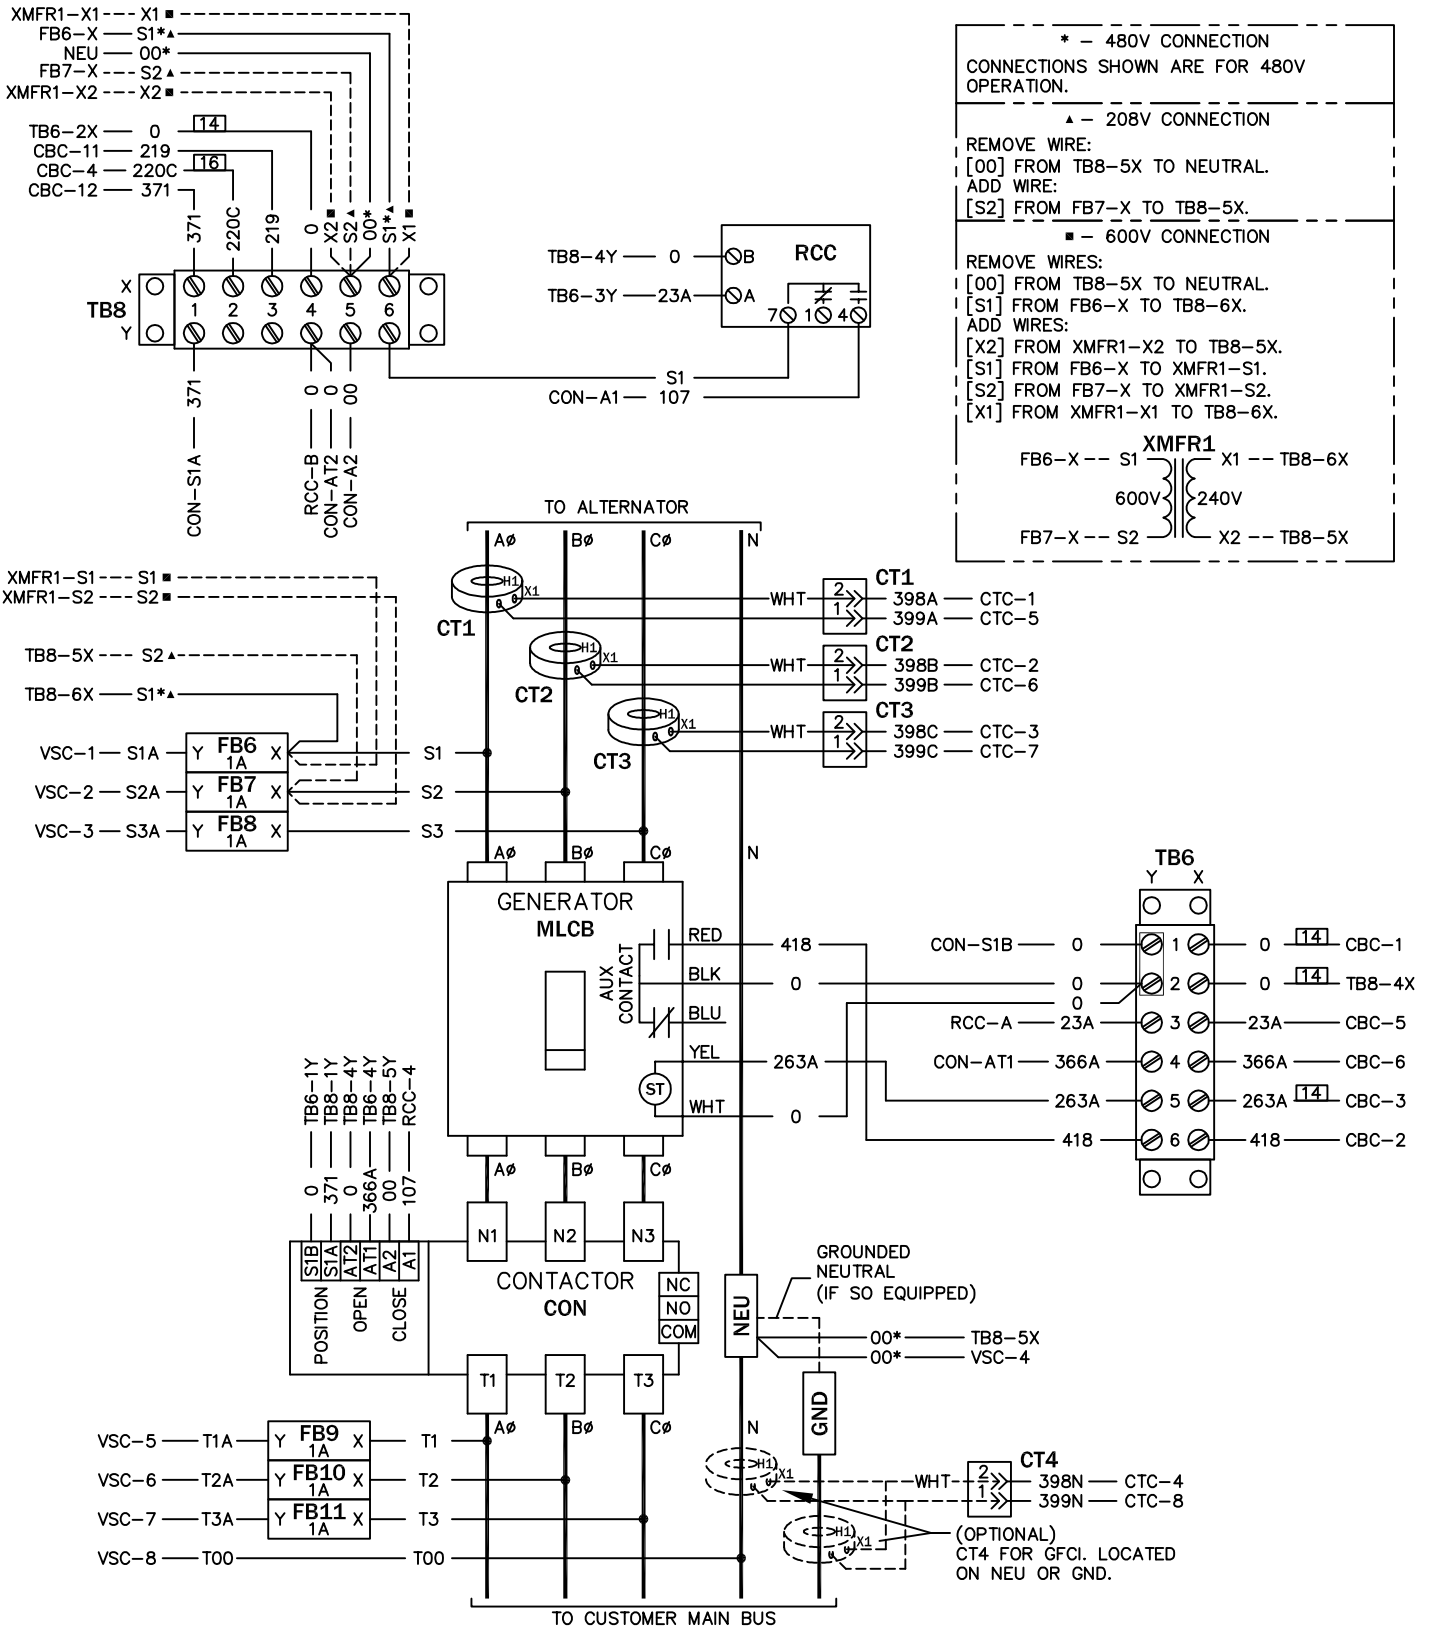 XMFR1-X1 --- X1 ■
FB6-X — S1*▲
NEU — 00*
FB7-X --- S2 ▲
XMFR1-X2 --- X2 ■
TB6-2X — 0 14
CBC-11 — 219
CBC-4 — 220C 16
CBC-12 — 371
371 220C 219 0 X2■ S2▲ 00* S1*▲ X1■
TB8
X
Y
1 2 3 4 5 6
371 0 0 00
CON-S1A RCC-B CON-AT2 CON-A2
TB8-4Y — 0 — B
TB6-3Y — 23A — A
RCC
7 1 4
S1
CON-A1 — 107
* - 480V CONNECTION
CONNECTIONS SHOWN ARE FOR 480V
OPERATION.
▲ - 208V CONNECTION
REMOVE WIRE:
[00] FROM TB8-5X TO NEUTRAL.
ADD WIRE:
[S2] FROM FB7-X TO TB8-5X.
■ - 600V CONNECTION
REMOVE WIRES:
[00] FROM TB8-5X TO NEUTRAL.
[S1] FROM FB6-X TO TB8-6X.
ADD WIRES:
[X2] FROM XMFR1-X2 TO TB8-5X.
[S1] FROM FB6-X TO XMFR1-S1.
[S2] FROM FB7-X TO XMFR1-S2.
[X1] FROM XMFR1-X1 TO TB8-6X.
XMFR1
FB6-X -- S1 X1 -- TB8-6X
600V 240V
FB7-X -- S2 X2 -- TB8-5X
TO ALTERNATOR
AØ BØ CØ N
H1 X1
CT1
H1 X1
CT2
H1 X1
CT3
CT1
WHT 2 398A — CTC-1
1 399A — CTC-5
CT2
WHT 2 398B — CTC-2
1 399B — CTC-6
CT3
WHT 2 398C — CTC-3
1 399C — CTC-7
XMFR1-S1 --- S1 ■
XMFR1-S2 --- S2 ■
TB8-5X --- S2 ▲
TB8-6X — S1*▲
VSC-1 — S1A — Y FB6 X — S1
1A
VSC-2 — S2A — Y FB7 X — S2
1A
VSC-3 — S3A — Y FB8 X — S3
1A
AØ BØ CØ N
GENERATOR
MLCB
AUX
CONTACT
RED 418
BLK 0
0
BLU
YEL 263A
ST
WHT 0
TB6
Y X
CON-S1B — 0 1 0 14 CBC-1
0 2 0 14 TB8-4X
RCC-A — 23A 3 23A — CBC-5
CON-AT1 — 366A 4 366A — CBC-6
263A 5 263A 14 CBC-3
418 6 418 — CBC-2
TB6-1Y TB8-1Y TB8-4Y TB6-4Y TB8-5Y RCC-4
0 371 0 366A 00 107
S1B S1A AT2 AT1 A2 A1
POSITION OPEN CLOSE
AØ BØ CØ
N1 N2 N3
CONTACTOR
CON
NC
NO
COM
T1 T2 T3
AØ BØ CØ N
NEU
GROUNDED
NEUTRAL
(IF SO EQUIPPED)
00* — TB8-5X
00* — VSC-4
GND
VSC-5 — T1A — Y FB9 X — T1
1A
VSC-6 — T2A — Y FB10 X — T2
1A
VSC-7 — T3A — Y FB11 X — T3
1A
VSC-8 — T00 — T00
H1 X1
H1 X1
CT4
WHT 2 398N — CTC-4
1 399N — CTC-8
(OPTIONAL)
CT4 FOR GFCI. LOCATED
ON NEU OR GND.
TO CUSTOMER MAIN BUS